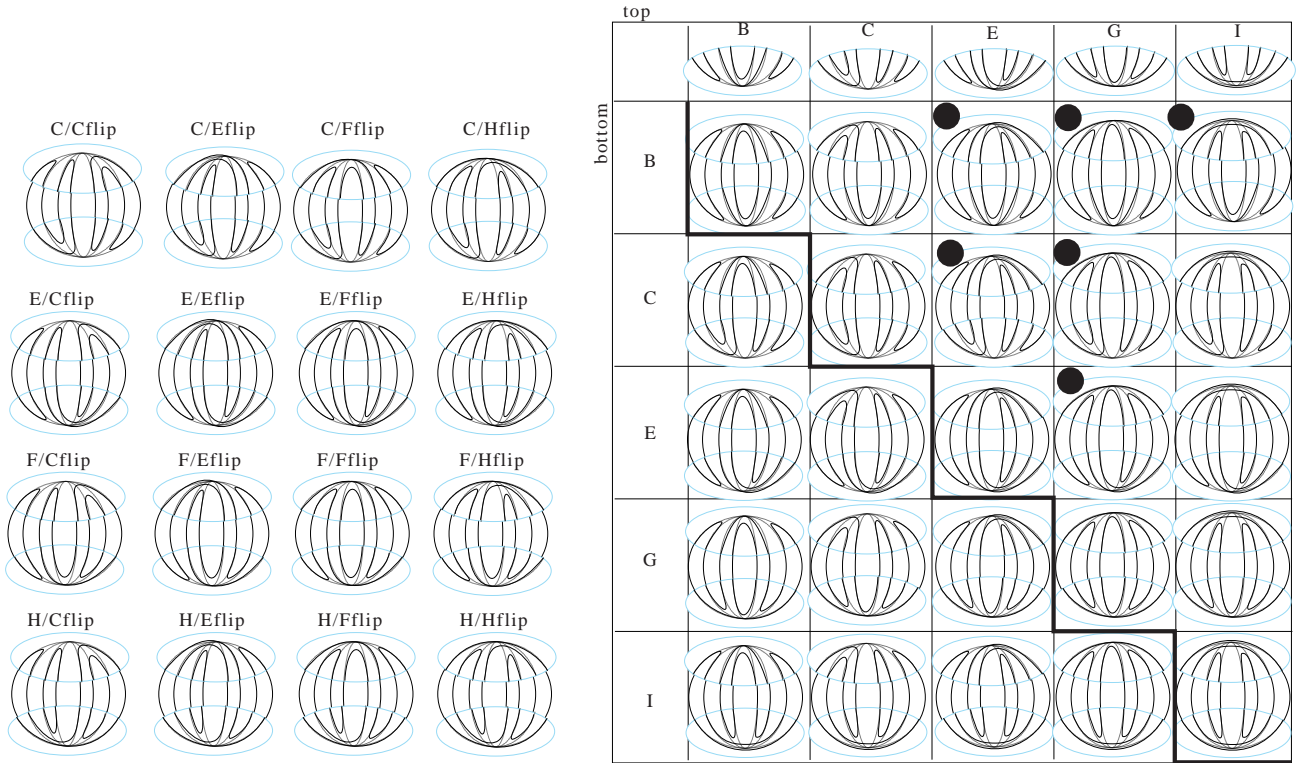 top
B C E G I
bottom
C/Cflip C/Eflip C/Fflip C/Hflip
B
E/Cflip E/Eflip E/Fflip E/Hflip
C
E
F/Cflip F/Eflip F/Fflip F/Hflip
G
H/Cflip H/Eflip H/Fflip H/Hflip
I